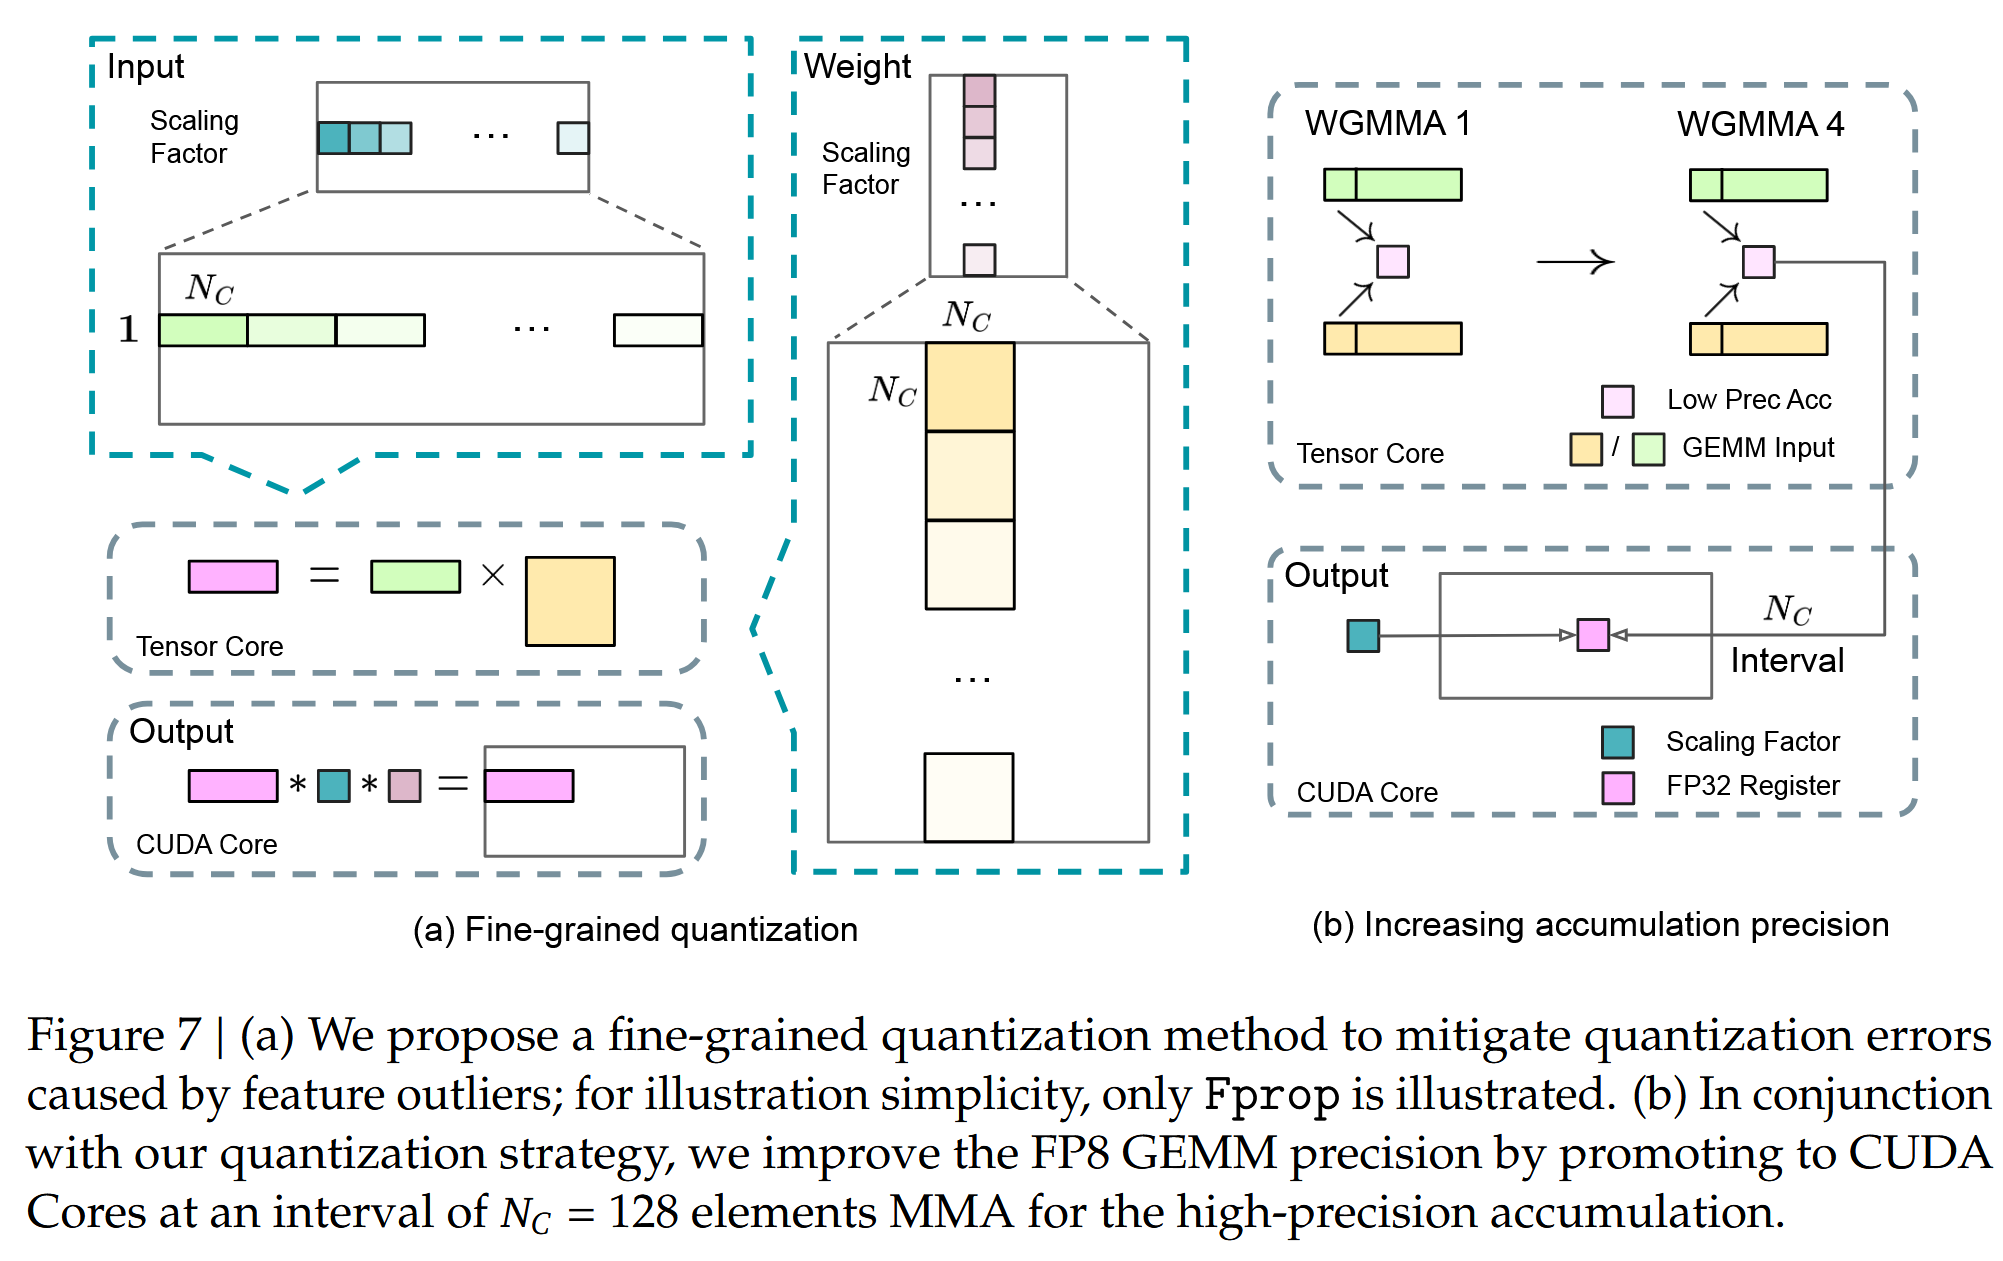 Input
Scaling
Factor
...
N_C
1
...
Weight
Scaling
Factor
...
N_C
N_C
...
= ×
Tensor Core
Output
* * =
CUDA Core
(a) Fine-grained quantization
WGMMA 1
WGMMA 4
Low Prec Acc
/ GEMM Input
Tensor Core
Output
N_C
Interval
Scaling Factor
FP32 Register
CUDA Core
(b) Increasing accumulation precision
Figure 7 | (a) We propose a fine-grained quantization method to mitigate quantization errors
caused by feature outliers; for illustration simplicity, only Fprop is illustrated. (b) In conjunction
with our quantization strategy, we improve the FP8 GEMM precision by promoting to CUDA
Cores at an interval of N_C = 128 elements MMA for the high-precision accumulation.